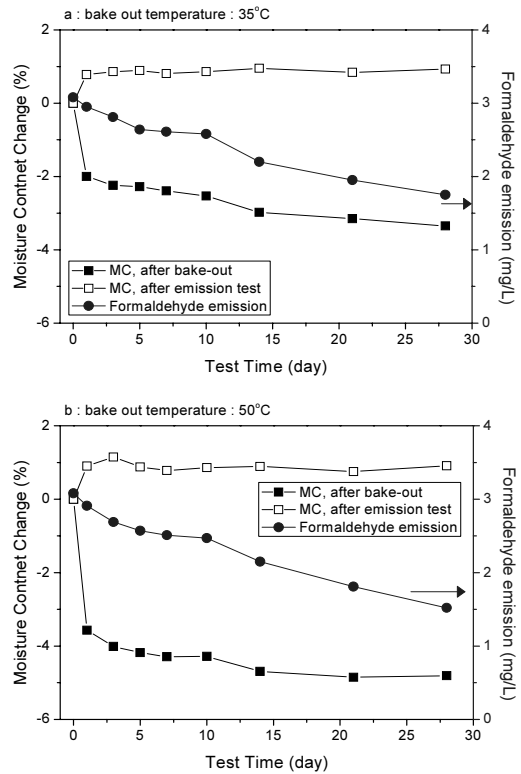 a : bake out temperature : 35°C
2
0
-2
-4
-6
Moisture Contnet Change (%)
4
3
2
1
0
Formaldehyde emission (mg/L)
MC, after bake-out
MC, after emission test
Formaldehyde emission
0 5 10 15 20 25 30
Test Time (day)
b : bake out temperature : 50°C
2
0
-2
-4
-6
Moisture Contnet Change (%)
4
3
2
1
0
Formaldehyde emission (mg/L)
MC, after bake-out
MC, after emission test
Formaldehyde emission
0 5 10 15 20 25 30
Test Time (day)